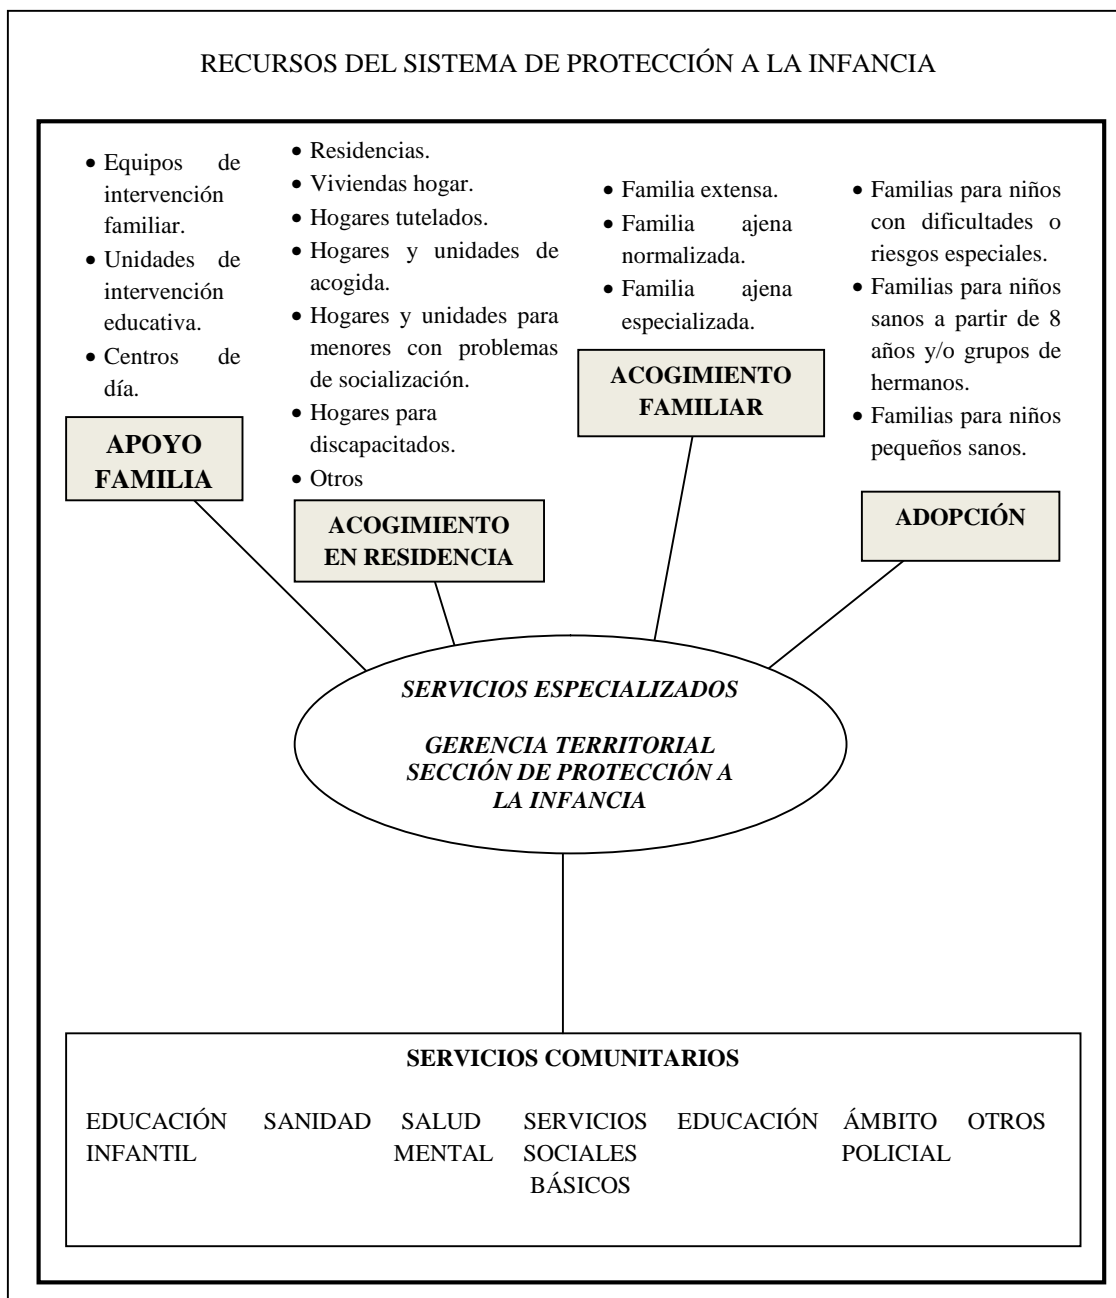 RECURSOS DEL SISTEMA DE PROTECCIÓN A LA INFANCIA
• Equipos de
intervención
familiar.
• Unidades de
intervención
educativa.
• Centros de
día.
APOYO
FAMILIA
• Residencias.
• Viviendas hogar.
• Hogares tutelados.
• Hogares y unidades de
acogida.
• Hogares y unidades para
menores con problemas
de socialización.
• Hogares para
discapacitados.
• Otros
ACOGIMIENTO
EN RESIDENCIA
• Familia extensa.
• Familia ajena
normalizada.
• Familia ajena
especializada.
ACOGIMIENTO
FAMILIAR
• Familias para niños
con dificultades o
riesgos especiales.
• Familias para niños
sanos a partir de 8
años y/o grupos de
hermanos.
• Familias para niños
pequeños sanos.
ADOPCIÓN
SERVICIOS ESPECIALIZADOS
GERENCIA TERRITORIAL
SECCIÓN DE PROTECCIÓN A
LA INFANCIA
SERVICIOS COMUNITARIOS
EDUCACIÓN SANIDAD SALUD SERVICIOS EDUCACIÓN ÁMBITO OTROS
INFANTIL MENTAL SOCIALES POLICIAL
BÁSICOS